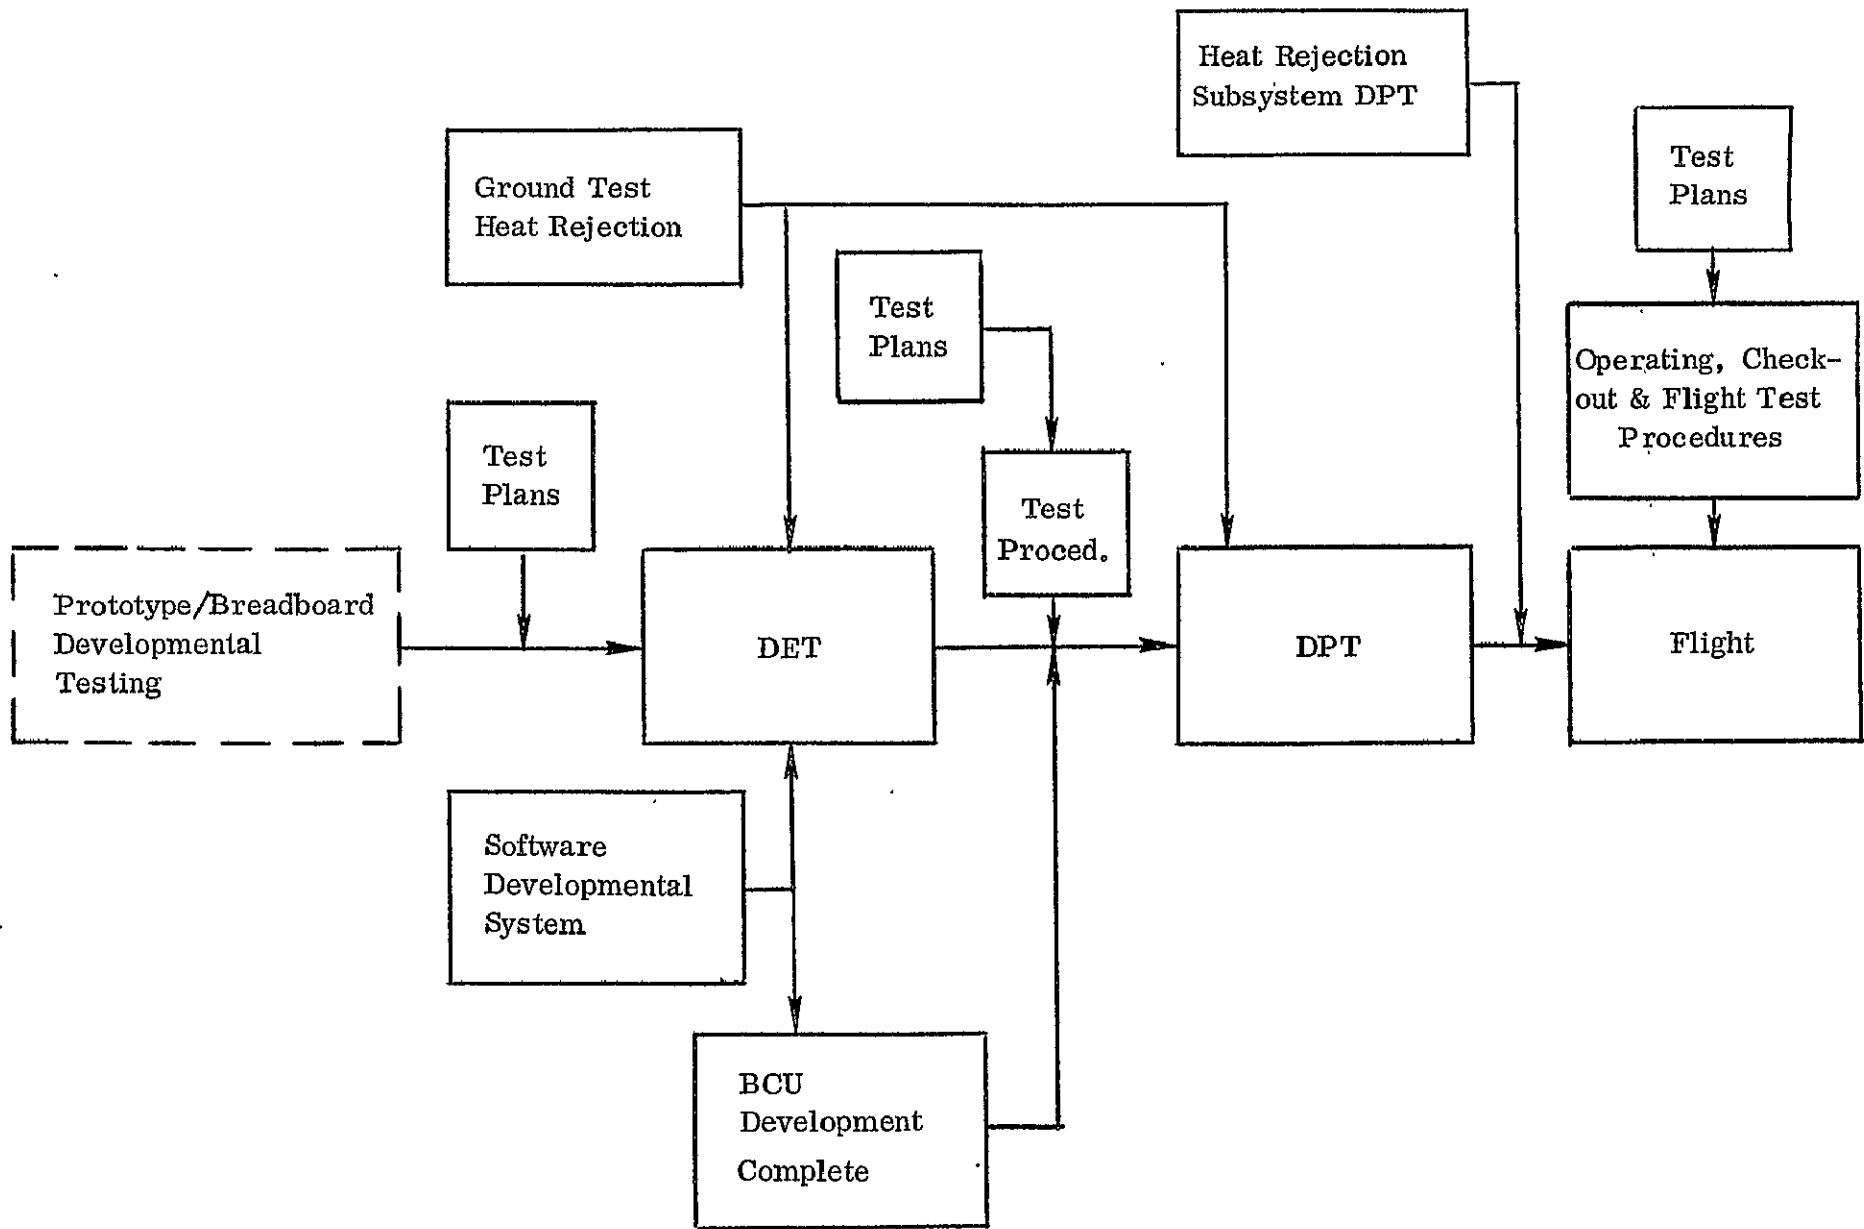 Heat Rejection
Subsystem DPT
Test
Plans
Ground Test
Heat Rejection
Test
Plans
Operating, Check-
out & Flight Test
Procedures
Test
Plans
Test
Proced.
Prototype/Breadboard
Developmental
Testing
DET
DPT
Flight
Software
Developmental
System
BCU
Development
Complete